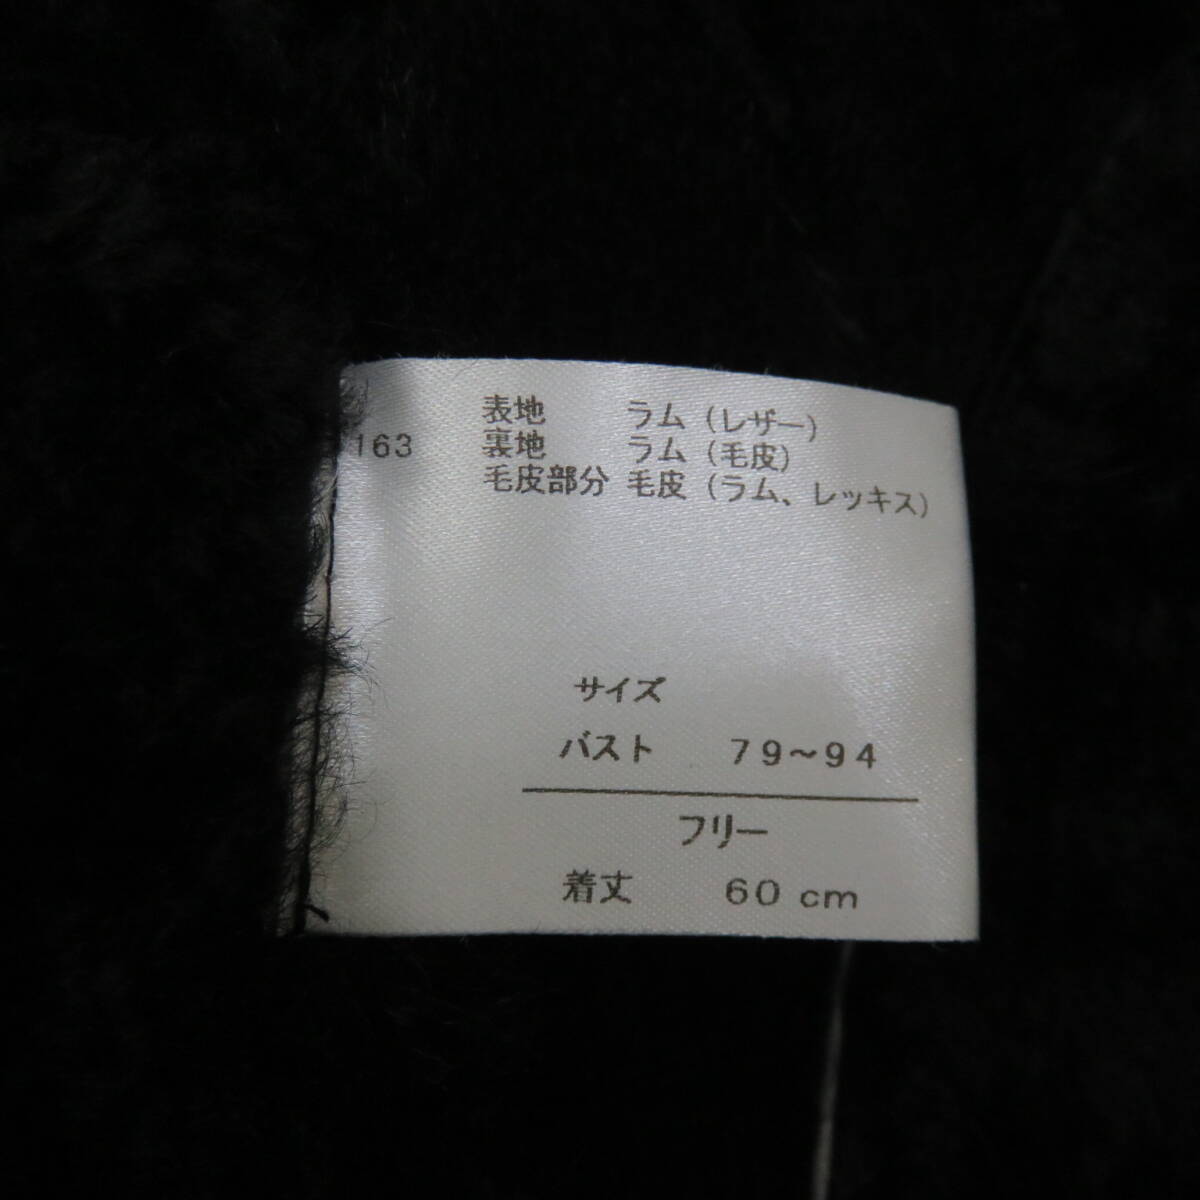 表地 ラム (レザー)
163 裏地 ラム (毛皮)
毛皮部分 毛皮 (ラム、レッキス)
サイズ
バスト 79~94
フリー
着丈 60 cm